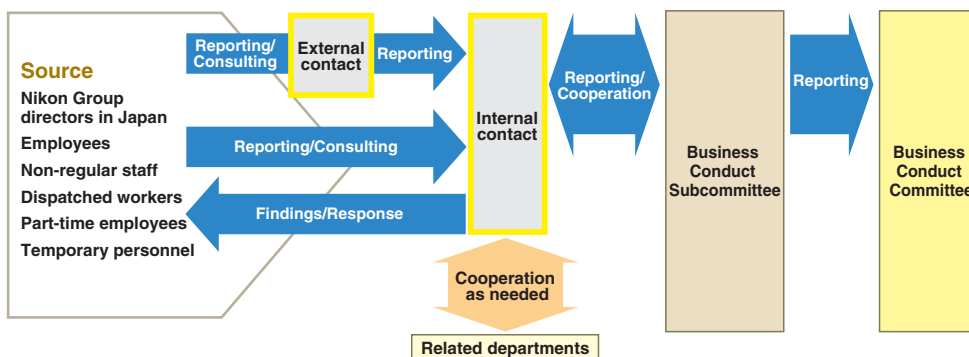 Source
Nikon Group
directors in Japan
Employees
Non-regular staff
Dispatched workers
Part-time employees
Temporary personnel
Reporting/
Consulting
External
contact
Reporting
Reporting/Consulting
Findings/Response
Internal
contact
Reporting/
Cooperation
Business
Conduct
Subcommittee
Reporting
Business
Conduct
Committee
Cooperation
as needed
Related departments